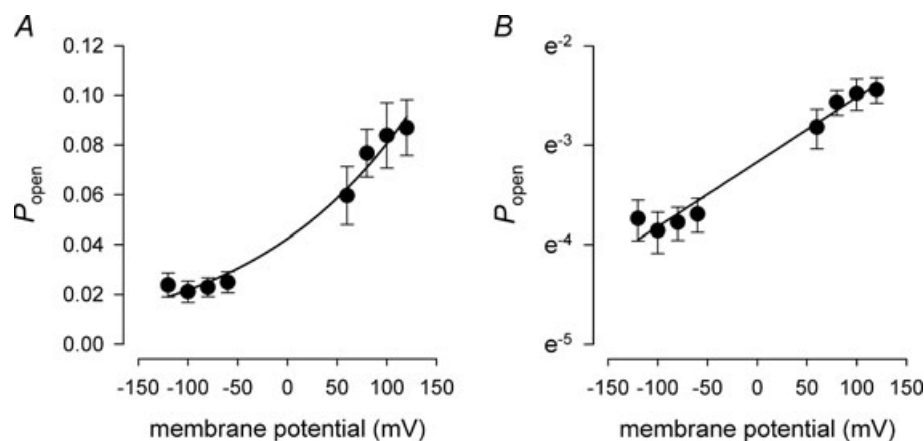 A
0.12
0.10
0.08
0.06
0.04
0.02
0.00
P open
-150 -100 -50 0 50 100 150
membrane potential (mV)
B
e-2
e-3
e-4
e-5
P open
-150 -100 -50 0 50 100 150
membrane potential (mV)